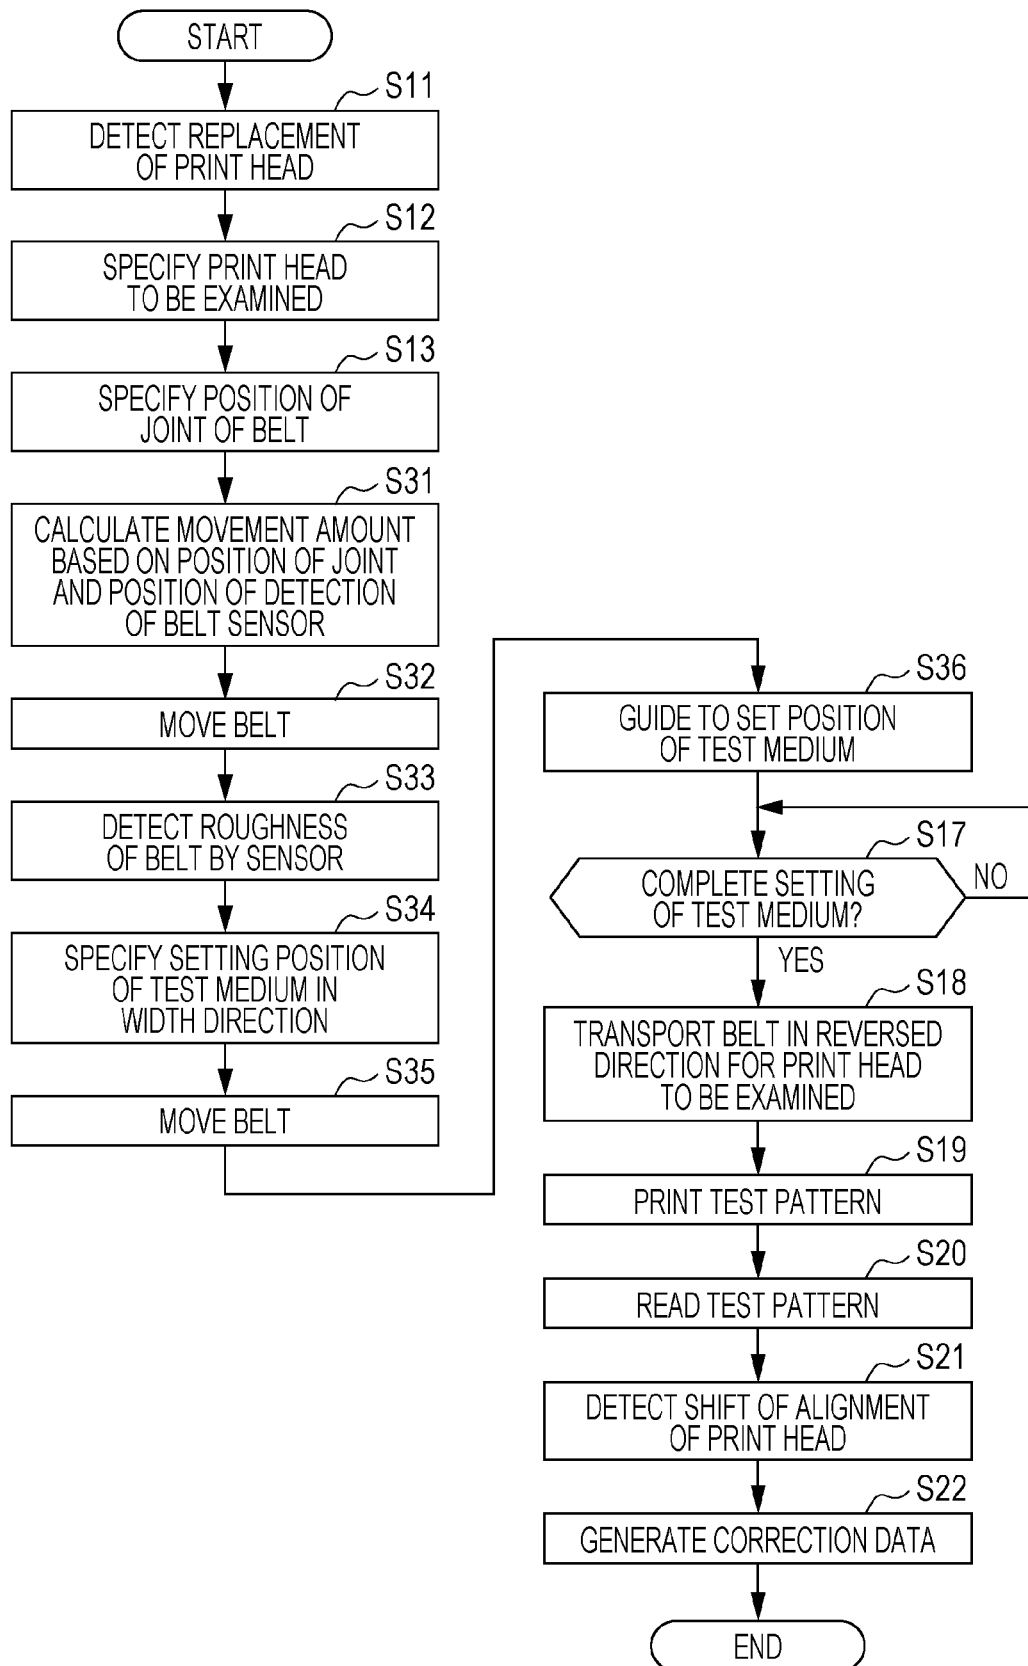 START
S11
DETECT REPLACEMENT
OF PRINT HEAD
S12
SPECIFY PRINT HEAD
TO BE EXAMINED
S13
SPECIFY POSITION OF
JOINT OF BELT
S31
CALCULATE MOVEMENT AMOUNT
BASED ON POSITION OF JOINT
AND POSITION OF DETECTION
OF BELT SENSOR
S32
MOVE BELT
S33
DETECT ROUGHNESS
OF BELT BY SENSOR
S34
SPECIFY SETTING POSITION
OF TEST MEDIUM IN
WIDTH DIRECTION
S35
MOVE BELT
S36
GUIDE TO SET POSITION
OF TEST MEDIUM
S17
COMPLETE SETTING
OF TEST MEDIUM?
NO
YES
S18
TRANSPORT BELT IN REVERSED
DIRECTION FOR PRINT HEAD
TO BE EXAMINED
S19
PRINT TEST PATTERN
S20
READ TEST PATTERN
S21
DETECT SHIFT OF ALIGNMENT
OF PRINT HEAD
S22
GENERATE CORRECTION DATA
END